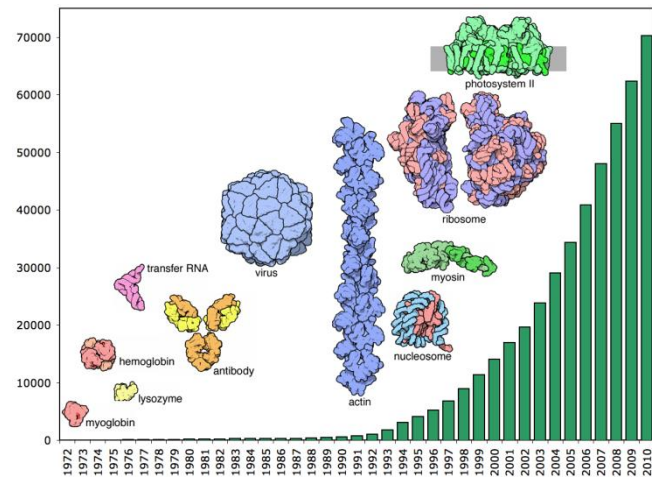 70000
60000
50000
40000
30000
20000
10000
0
photosystem II
ribosome
virus
transfer RNA
myosin
hemoglobin
antibody
nucleosome
lysozyme
actin
myoglobin
1972 1973 1974 1975 1976 1977 1978 1979 1980 1981 1982 1983 1984 1985 1986 1987 1988 1989 1990 1991 1992 1993 1994 1995 1996 1997 1998 1999 2000 2001 2002 2003 2004 2005 2006 2007 2008 2009 2010